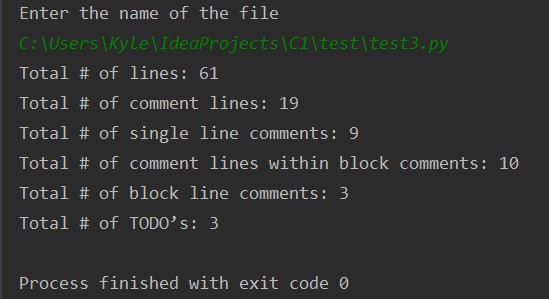 Enter the name of the file
C:\Users\Kyle\IdeaProjects\C1\test\test3.py
Total # of lines: 61
Total # of comment lines: 19
Total # of single line comments: 9
Total # of comment lines within block comments: 10
Total # of block line comments: 3
Total # of TODO’s: 3
Process finished with exit code 0